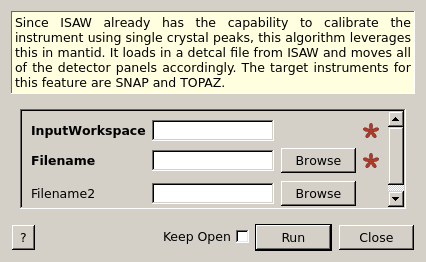 Since ISAW already has the capability to calibrate the
instrument using single crystal peaks, this algorithm leverages
this in mantid. It loads in a detcal file from ISAW and moves all
of the detector panels accordingly. The target instruments for
this feature are SNAP and TOPAZ.
InputWorkspace
Filename Browse
Filename2 Browse
? Keep Open Run Close